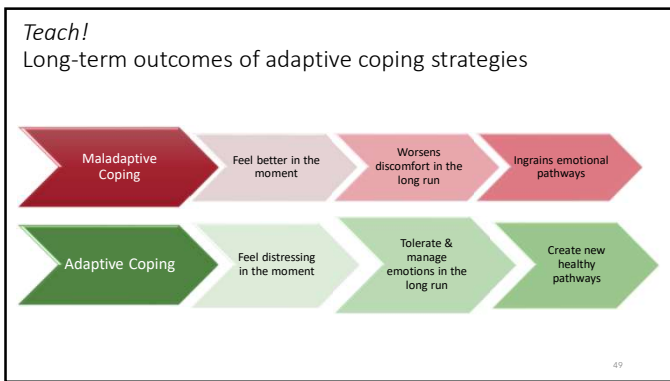 Teach!
Long-term outcomes of adaptive coping strategies
Maladaptive
Coping
Feel better in the
moment
Worsens
discomfort in the
long run
Ingrains emotional
pathways
Adaptive Coping
Feel distressing
in the moment
Tolerate &
manage
emotions in the
long run
Create new
healthy
pathways
49